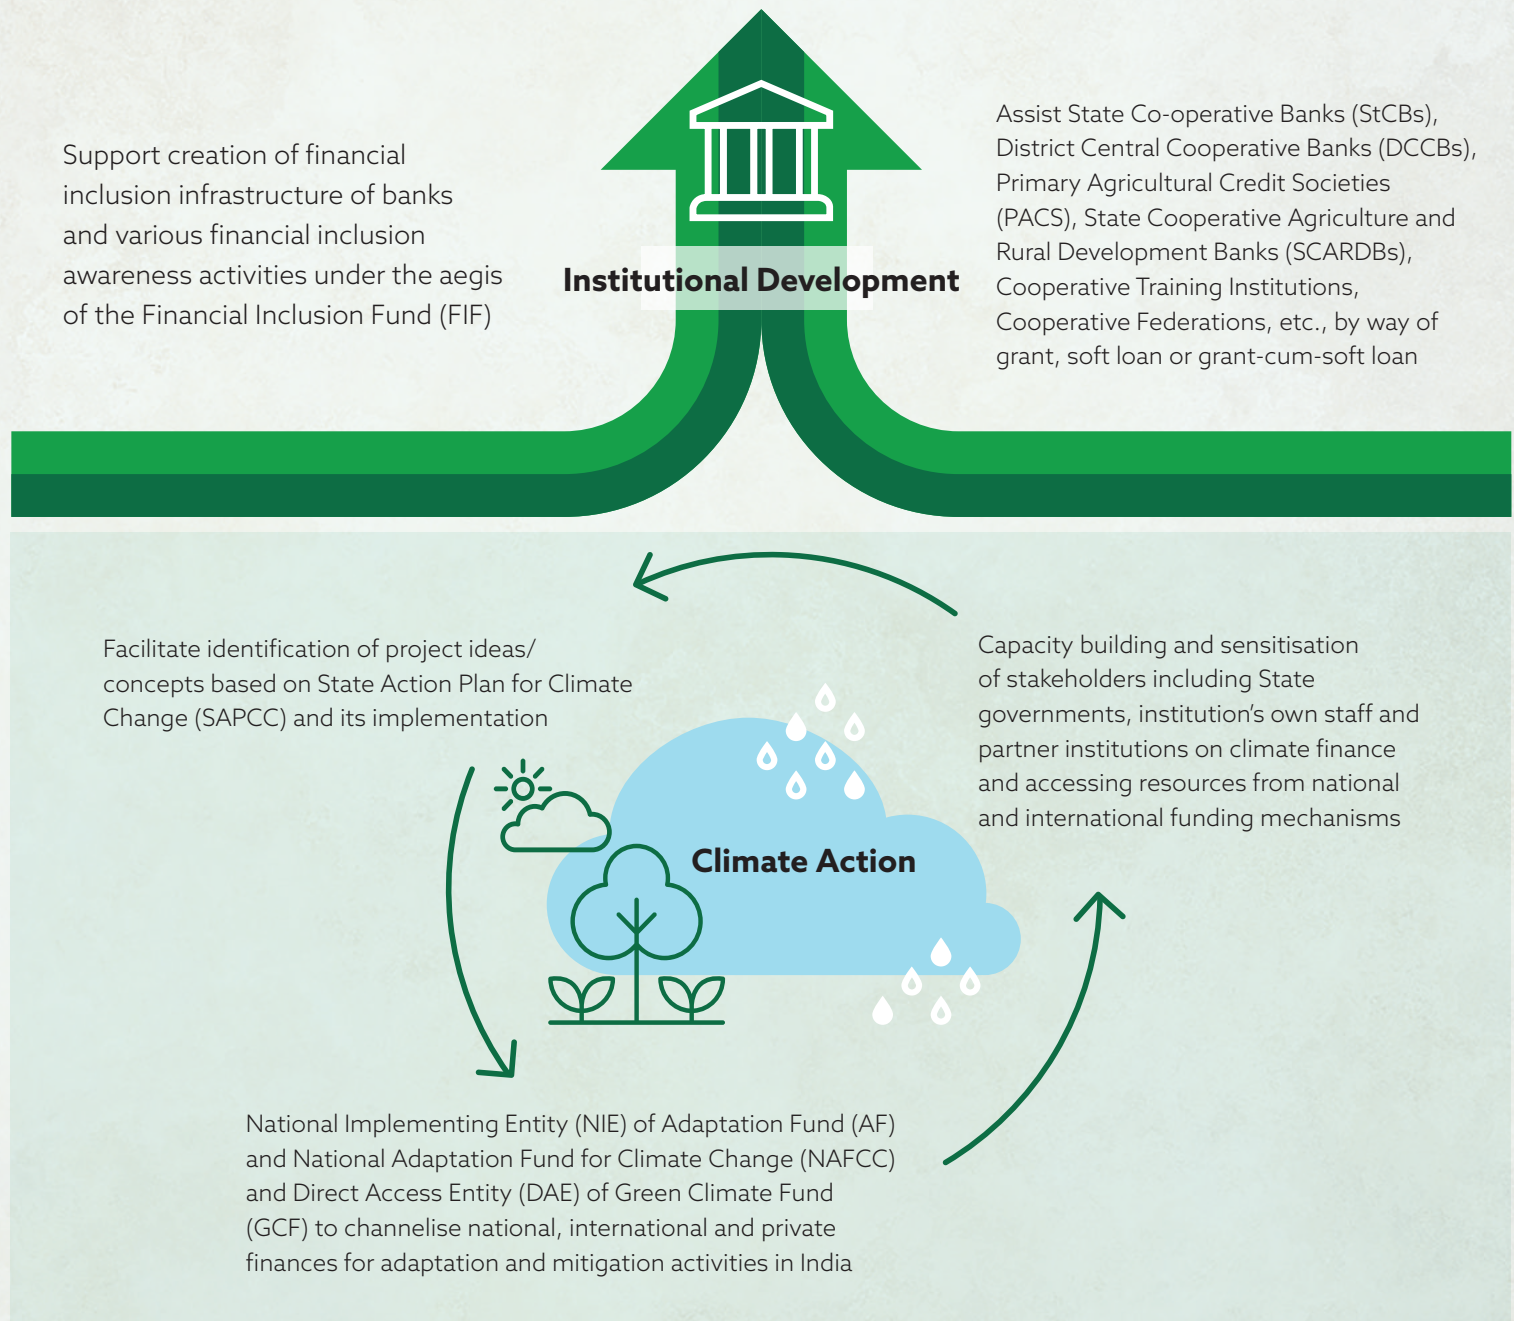 Support creation of financial
inclusion infrastructure of banks
and various financial inclusion
awareness activities under the aegis
of the Financial Inclusion Fund (FIF)
Institutional Development
Assist State Co-operative Banks (StCBs),
District Central Cooperative Banks (DCCBs),
Primary Agricultural Credit Societies
(PACS), State Cooperative Agriculture and
Rural Development Banks (SCARDBs),
Cooperative Training Institutions,
Cooperative Federations, etc., by way of
grant, soft loan or grant-cum-soft loan
Facilitate identification of project ideas/
concepts based on State Action Plan for Climate
Change (SAPCC) and its implementation
Capacity building and sensitisation
of stakeholders including State
governments, institution’s own staff and
partner institutions on climate finance
and accessing resources from national
and international funding mechanisms
Climate Action
National Implementing Entity (NIE) of Adaptation Fund (AF)
and National Adaptation Fund for Climate Change (NAFCC)
and Direct Access Entity (DAE) of Green Climate Fund
(GCF) to channelise national, international and private
finances for adaptation and mitigation activities in India